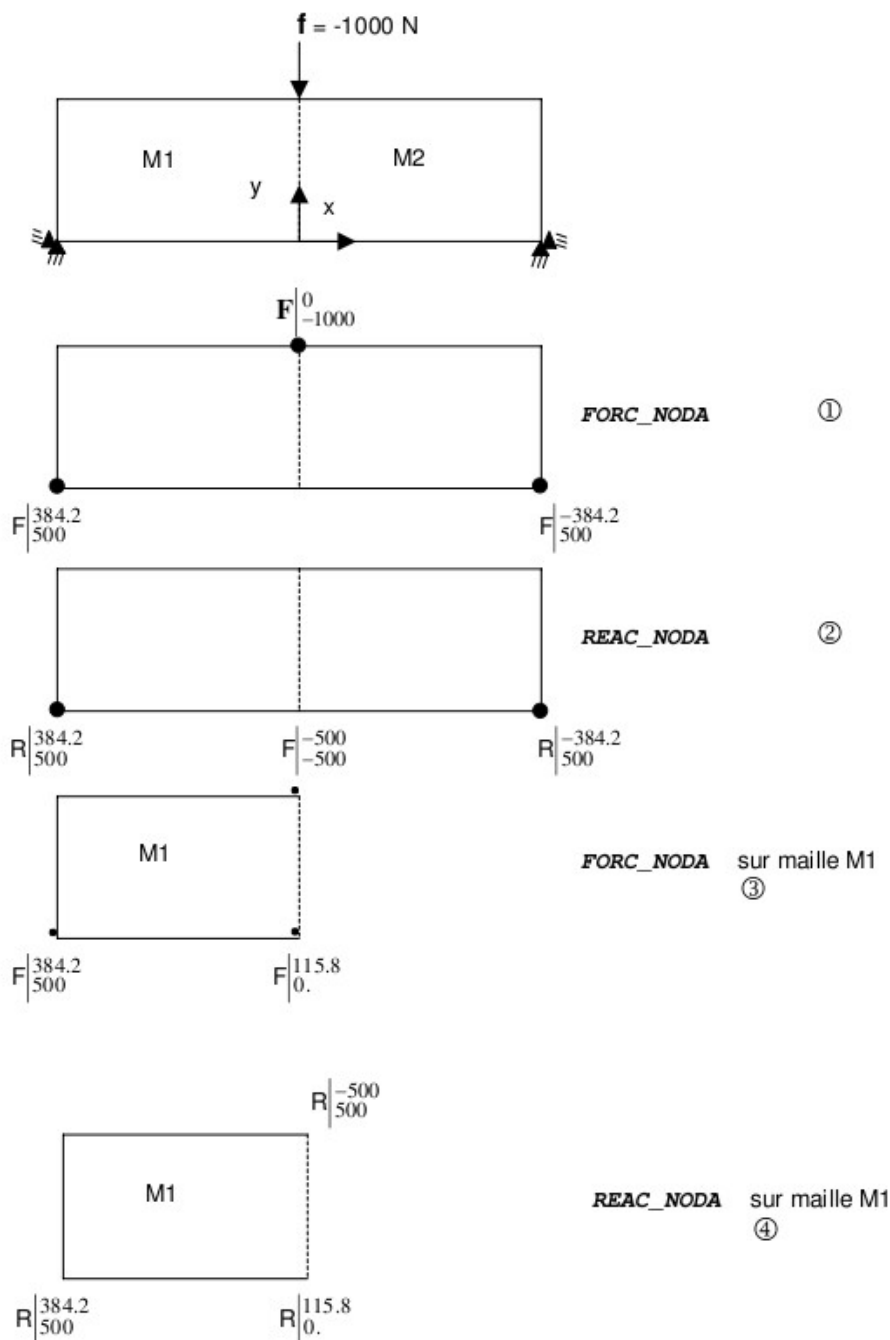 f = -1000 N
M1
M2
y
x
F|0 -1000
FORC_NODA ①
F|384.2 500
F|-384.2 500
REAC_NODA ②
R|384.2 500
F|-500 -500
R|-384.2 500
M1
FORC_NODA sur maille M1
③
F|384.2 500
F|115.8 0.
R|-500 500
M1
REAC_NODA sur maille M1
④
R|384.2 500
R|115.8 0.